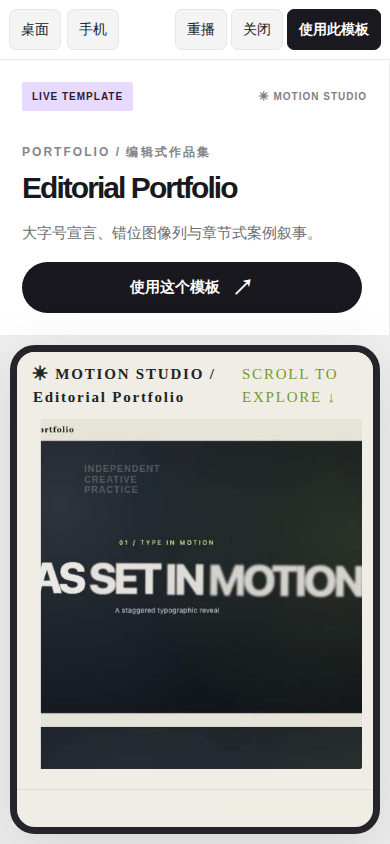 桌面 手机 重播 关闭 使用此模板
LIVE TEMPLATE ☀ MOTION STUDIO
PORTFOLIO / 编辑式作品集
Editorial Portfolio
大字号宣言、错位图像列与章节式案例叙事。
使用这个模板 ↗
☀ MOTION STUDIO / SCROLL TO
Editorial Portfolio EXPLORE ↓
ortfolio
INDEPENDENT
CREATIVE
PRACTICE
01 / TYPE IN MOTION
AS SET IN MOTION
A staggered typographic reveal